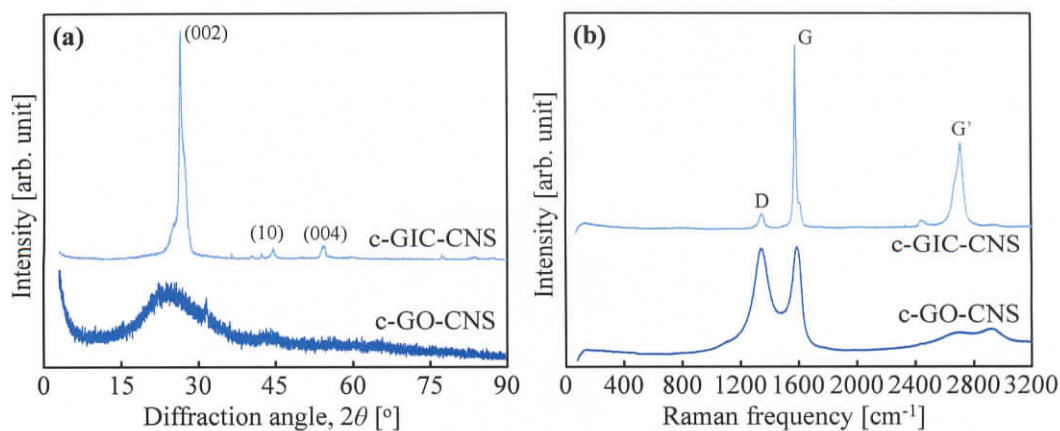 (a)
(002)
(10)
(004)
c-GIC-CNS
c-GO-CNS
Intensity [arb. unit]
0 15 30 45 60 75 90
Diffraction angle, 2θ [°]
(b)
G
G’
D
c-GIC-CNS
c-GO-CNS
Intensity [arb. unit]
0 400 800 1200 1600 2000 2400 2800 3200
Raman frequency [cm⁻¹]